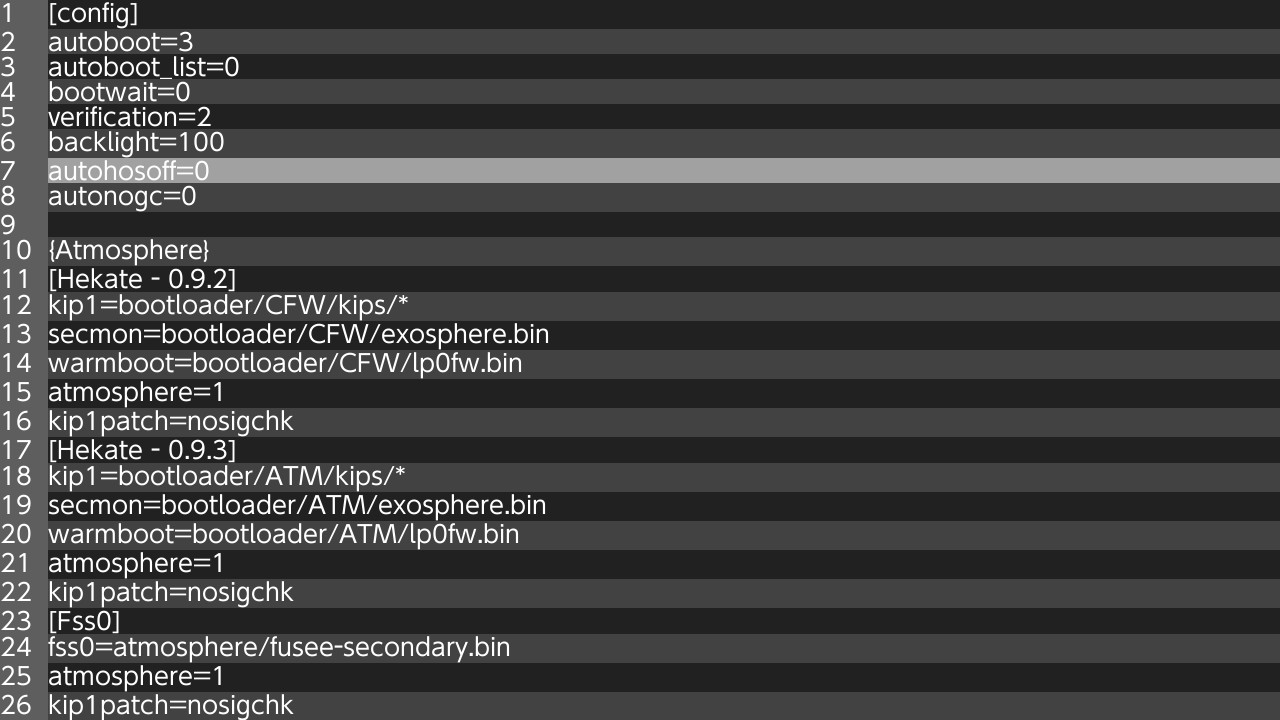 1 [config]
2 autoboot=3
3 autoboot_list=0
4 bootwait=0
5 verification=2
6 backlight=100
7 autohosoff=0
8 autonogc=0
9
10 {Atmosphere}
11 [Hekate - 0.9.2]
12 kip1=bootloader/CFW/kips/*
13 secmon=bootloader/CFW/exosphere.bin
14 warmboot=bootloader/CFW/lp0fw.bin
15 atmosphere=1
16 kip1patch=nosigchk
17 [Hekate - 0.9.3]
18 kip1=bootloader/ATM/kips/*
19 secmon=bootloader/ATM/exosphere.bin
20 warmboot=bootloader/ATM/lp0fw.bin
21 atmosphere=1
22 kip1patch=nosigchk
23 [Fss0]
24 fss0=atmosphere/fusee-secondary.bin
25 atmosphere=1
26 kip1patch=nosigchk